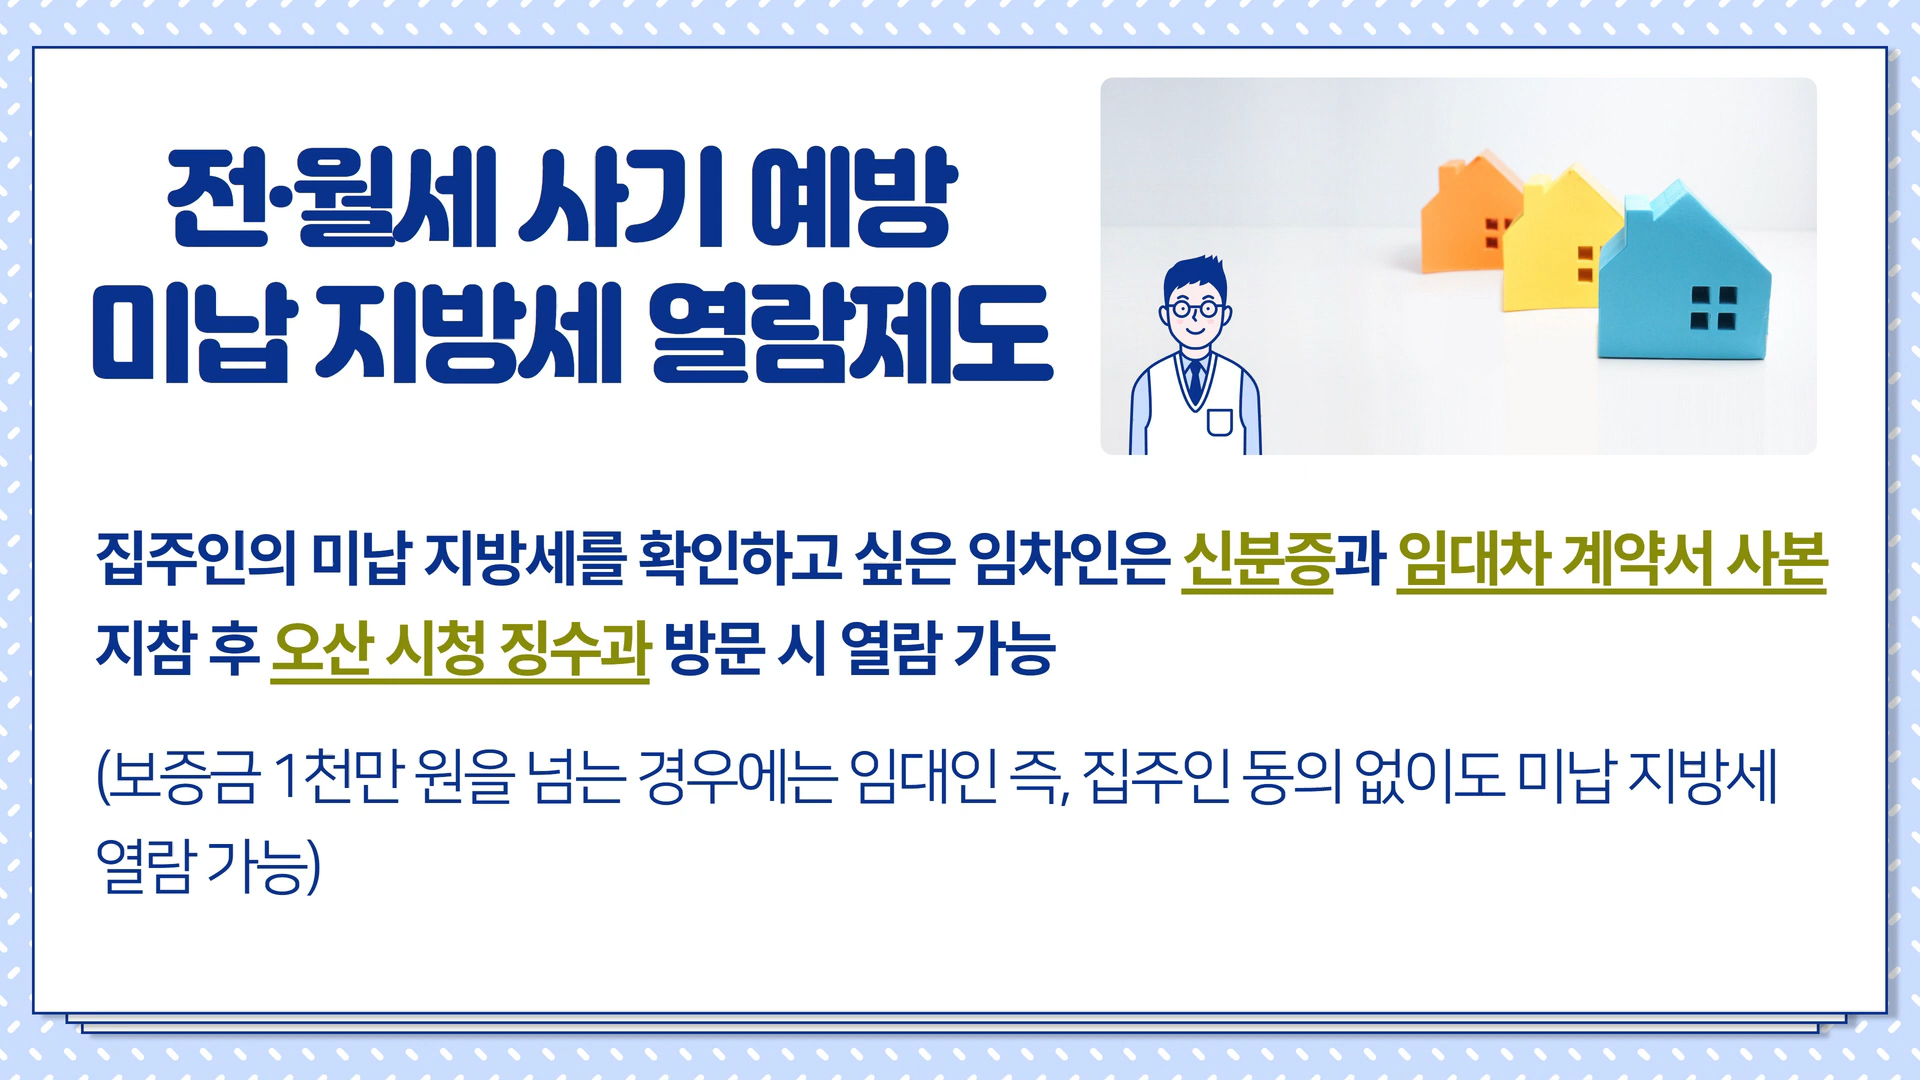 전·월세 사기 예방
미납 지방세 열람제도
집주인의 미납 지방세를 확인하고 싶은 임차인은 신분증과 임대차 계약서 사본
지참 후 오산 시청 징수과 방문 시 열람 가능
(보증금 1천만 원을 넘는 경우에는 임대인 즉, 집주인 동의 없이도 미납 지방세
열람 가능)